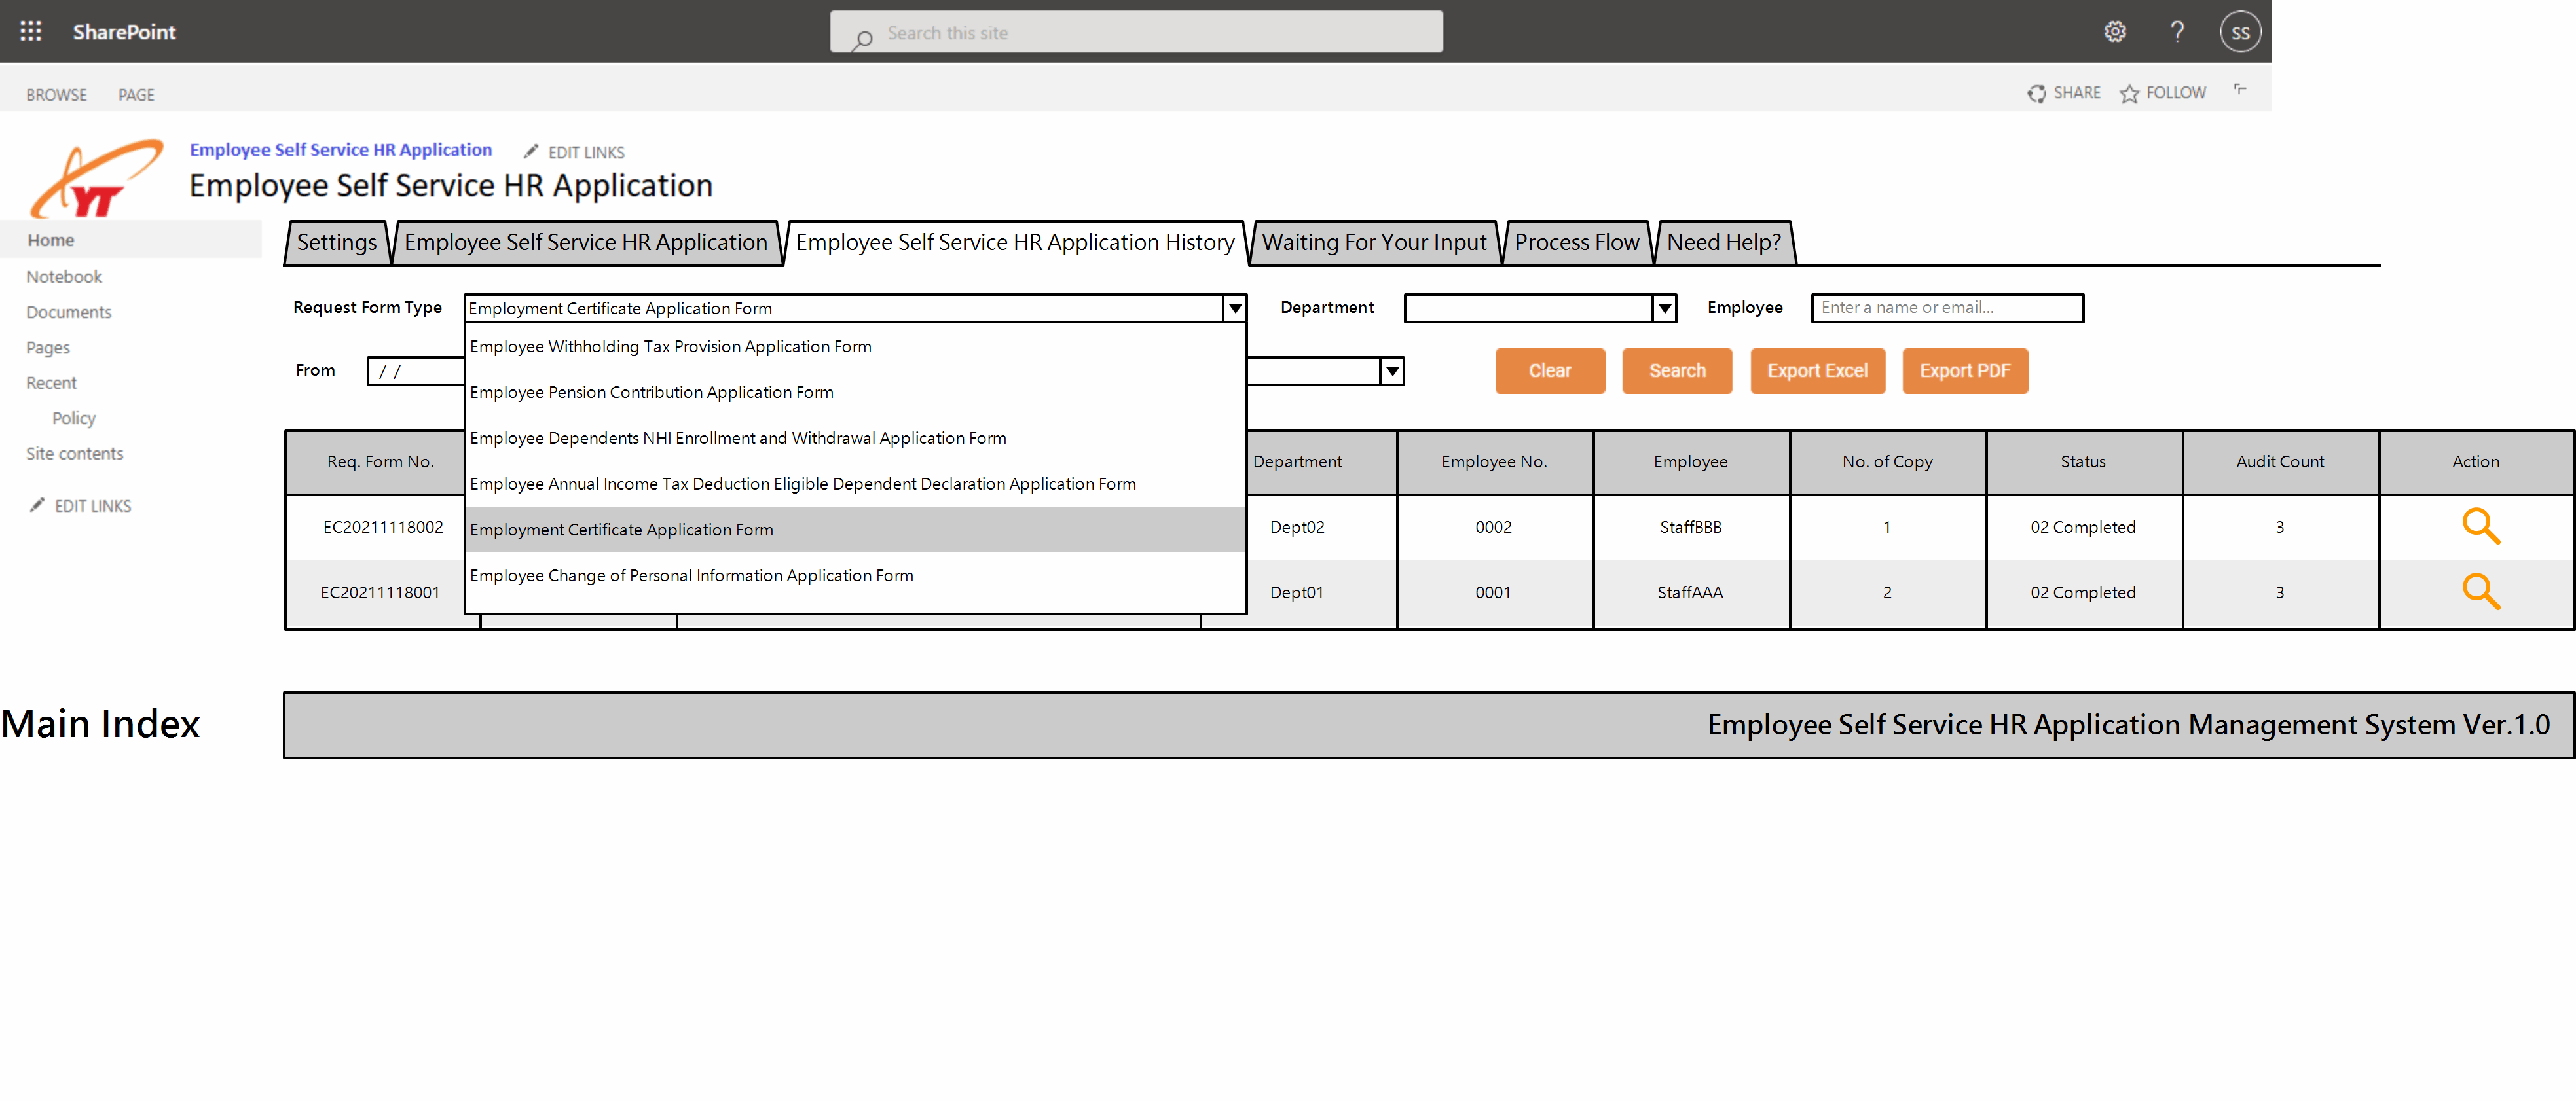 SharePoint
Search this site
?
SS
BROWSE PAGE
SHARE FOLLOW
YT
Employee Self Service HR Application EDIT LINKS
Employee Self Service HR Application
Home
Notebook
Documents
Pages
Recent
Policy
Site contents
EDIT LINKS
Settings Employee Self Service HR Application Employee Self Service HR Application History Waiting For Your Input Process Flow Need Help?
Request Form Type Employment Certificate Application Form Department Employee Enter a name or email...
Employee Withholding Tax Provision Application Form
Employee Pension Contribution Application Form
Employee Dependents NHI Enrollment and Withdrawal Application Form
Employee Annual Income Tax Deduction Eligible Dependent Declaration Application Form
Employment Certificate Application Form
Employee Change of Personal Information Application Form
From / / Clear Search Export Excel Export PDF
Req. Form No. Department Employee No. Employee No. of Copy Status Audit Count Action
EC20211118002 Dept02 0002 StaffBBB 1 02 Completed 3
EC20211118001 Dept01 0001 StaffAAA 2 02 Completed 3
Main Index
Employee Self Service HR Application Management System Ver.1.0